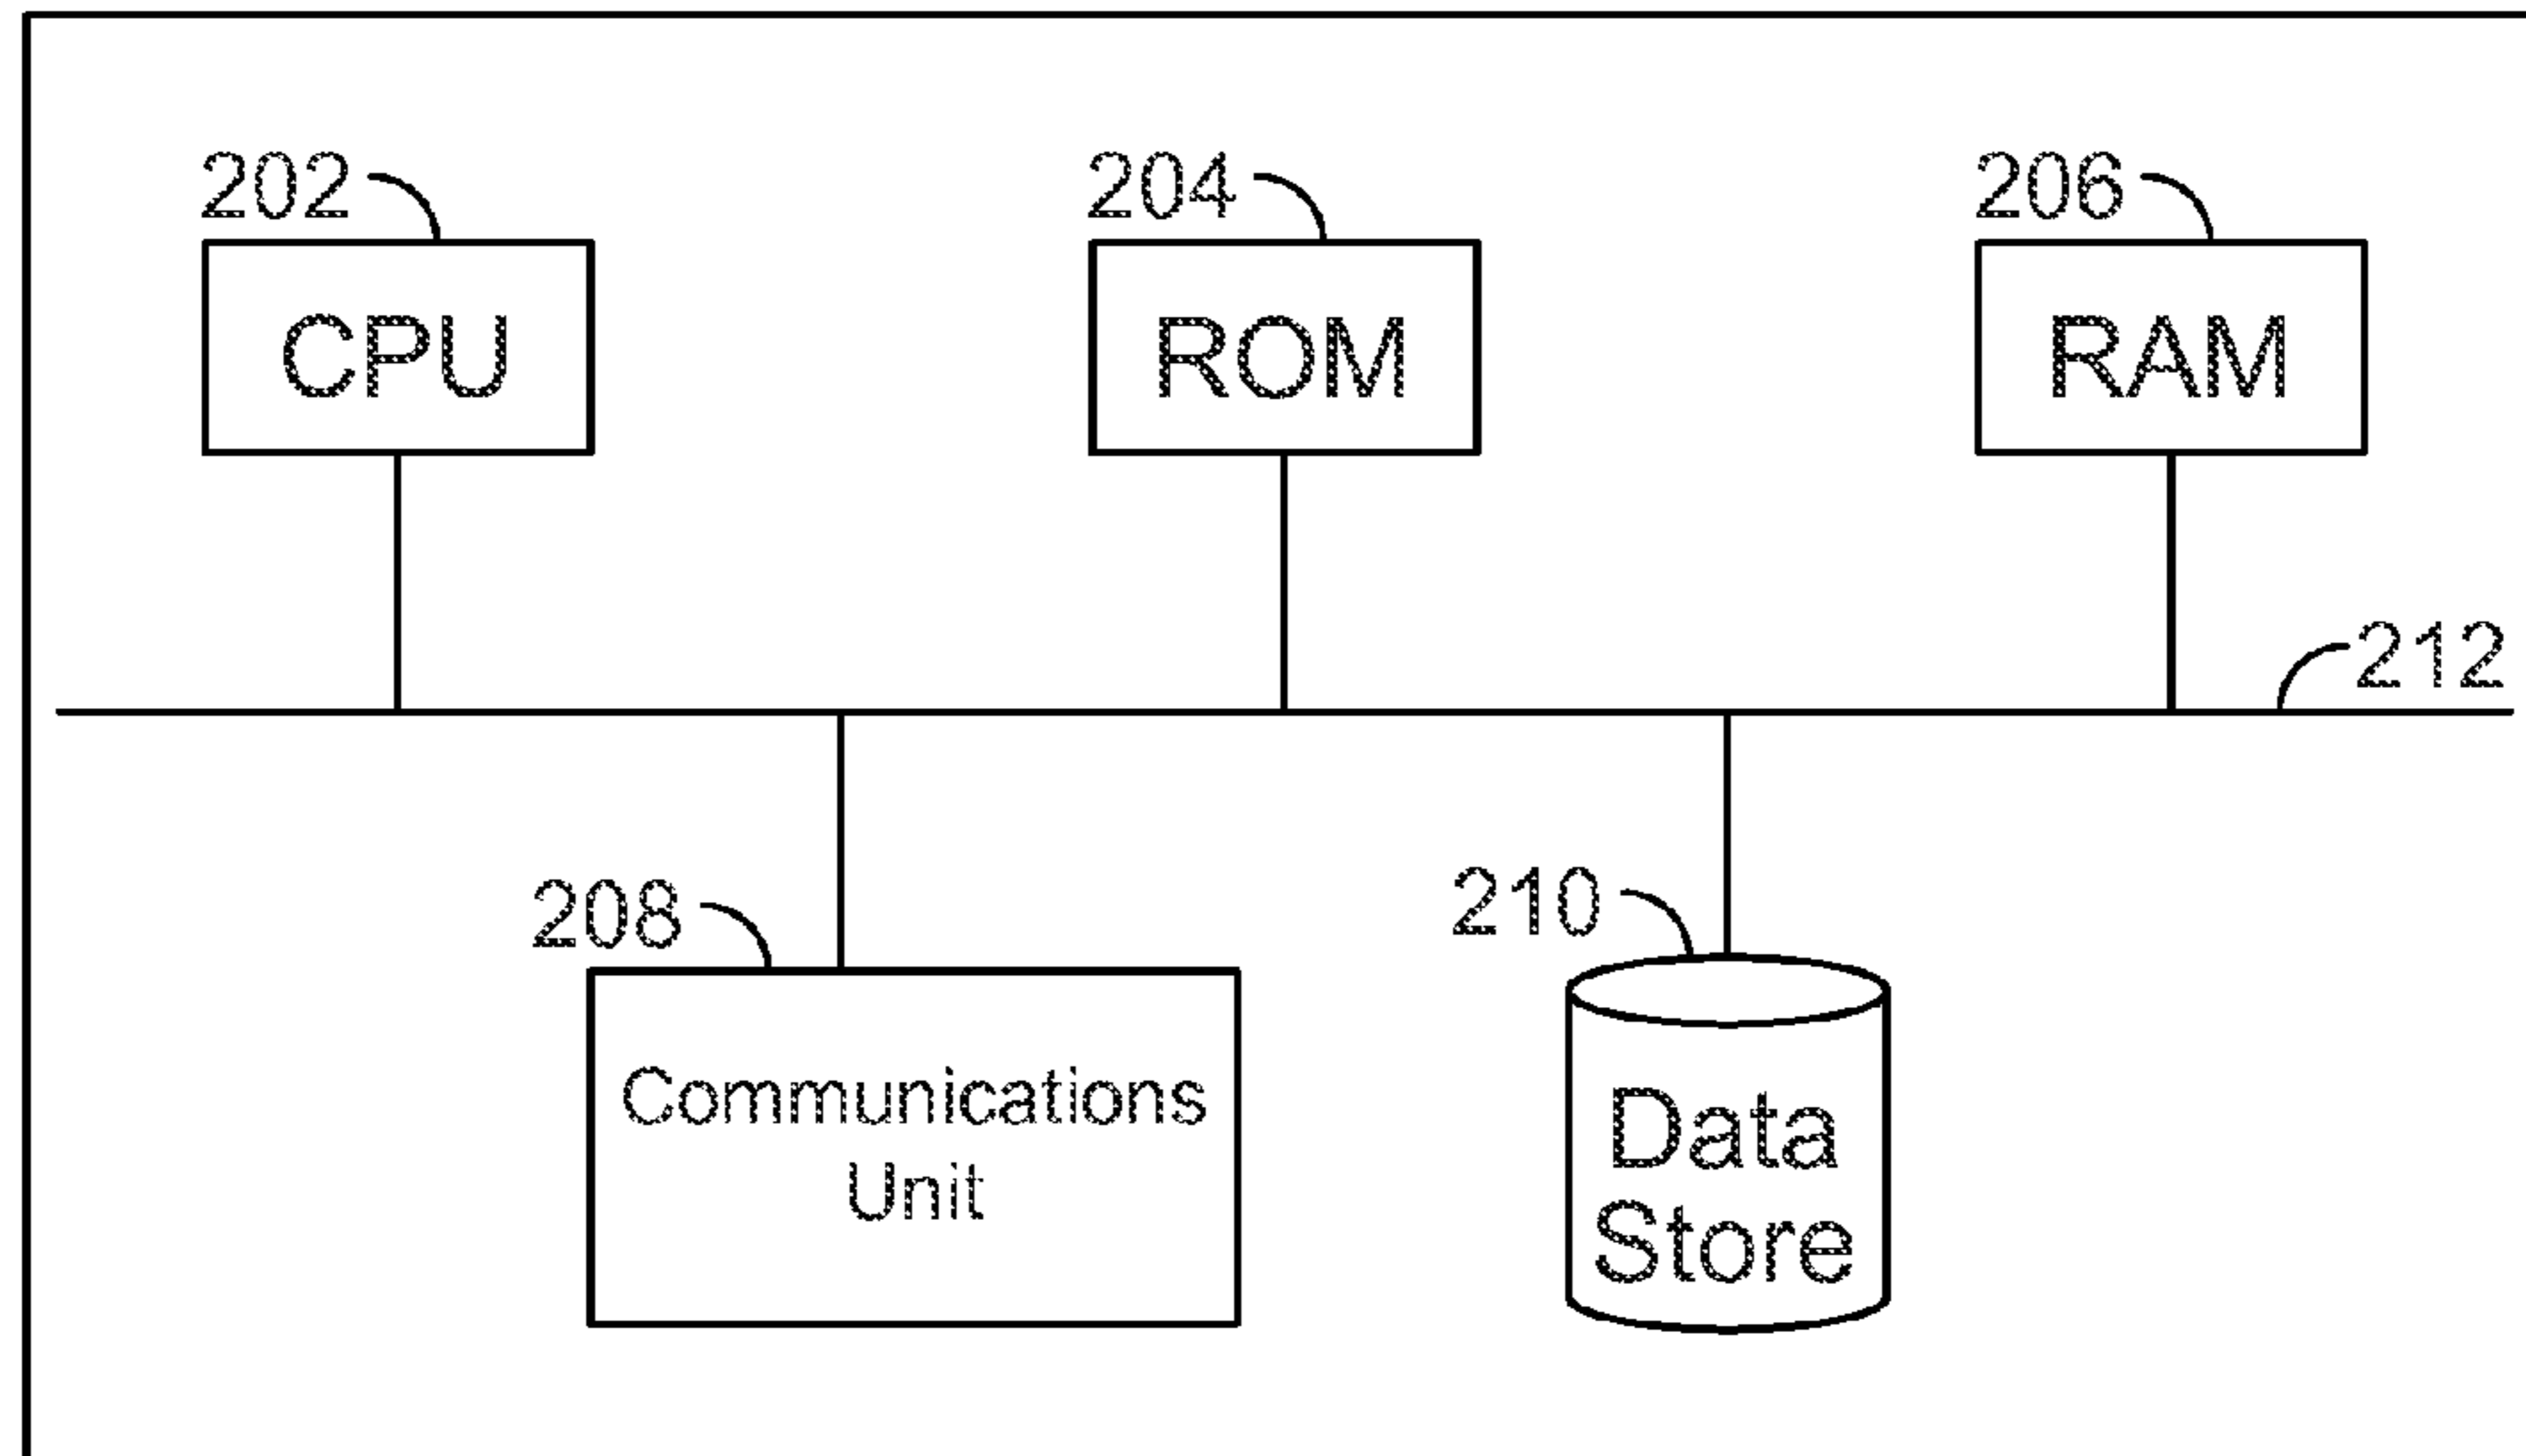 202
204
206
CPU
ROM
RAM
212
208
210
Communications
Unit
Data
Store